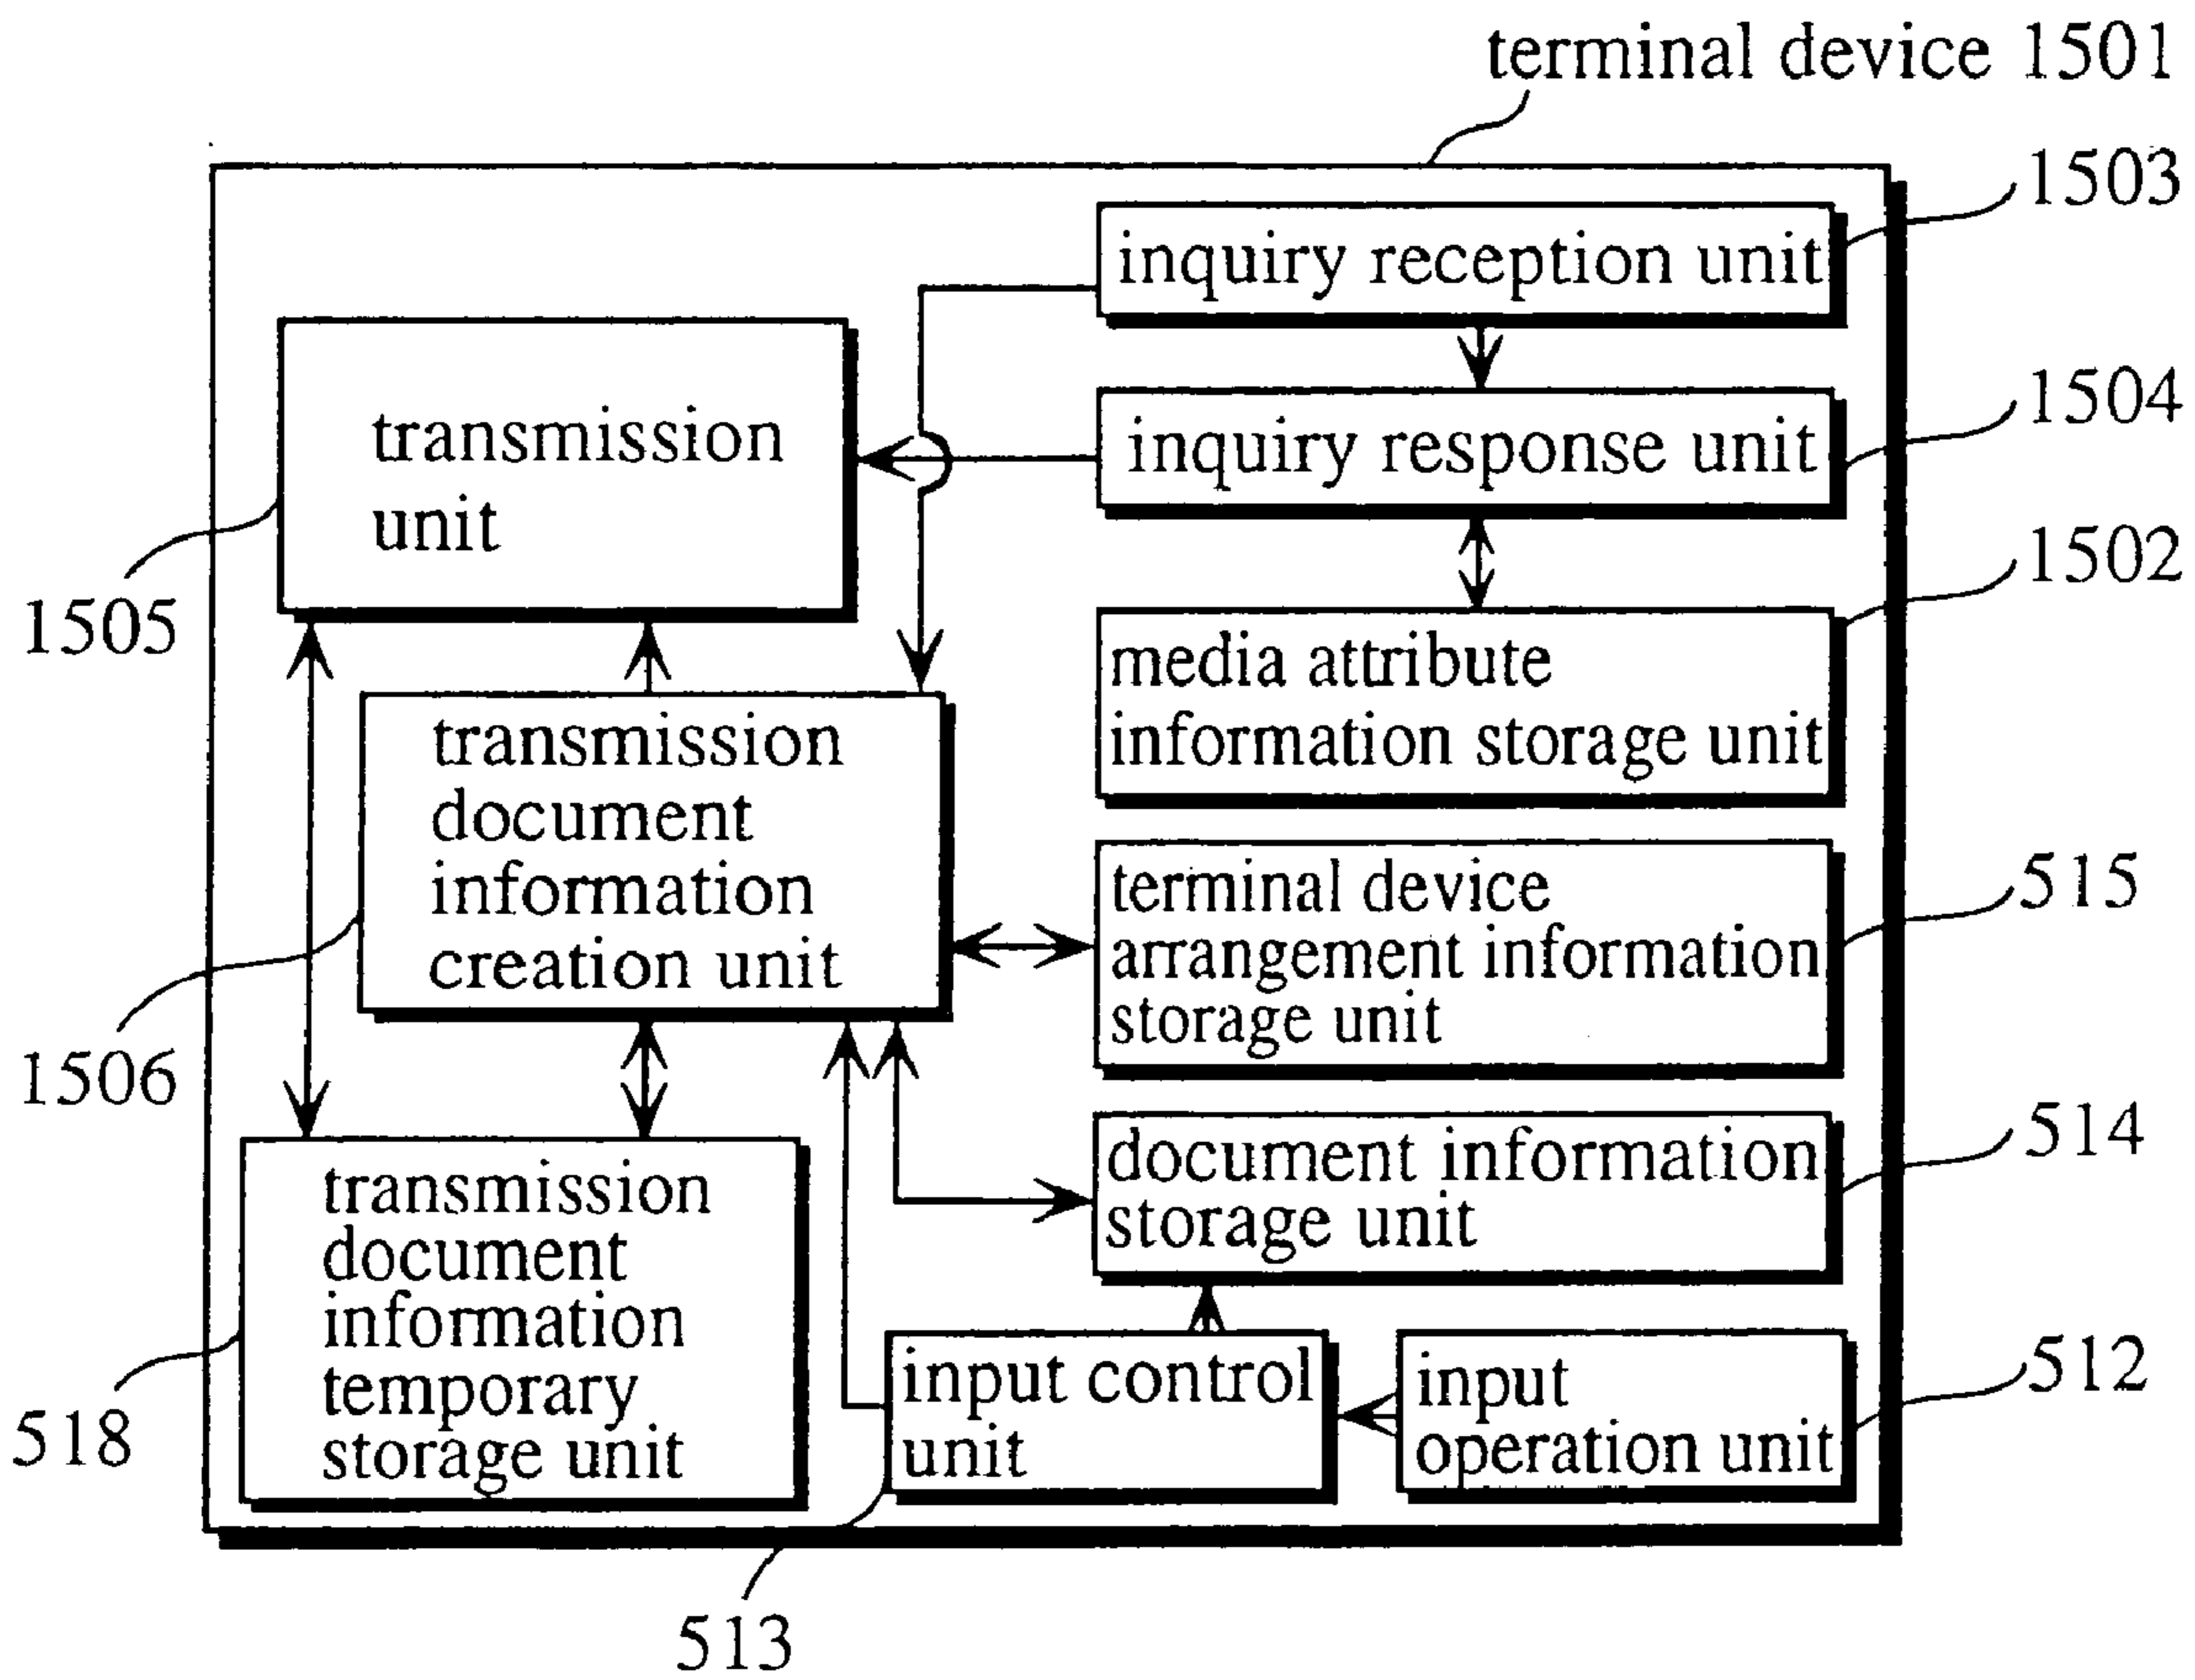 terminal device 1501
1503
inquiry reception unit
transmission
unit
1504
inquiry response unit
1502
1505
media attribute
information storage unit
transmission
document
information
creation unit
515
terminal device
arrangement information
storage unit
1506
514
document information
storage unit
transmission
document
information
temporary
storage unit
518
input control
unit
512
input
operation unit
513